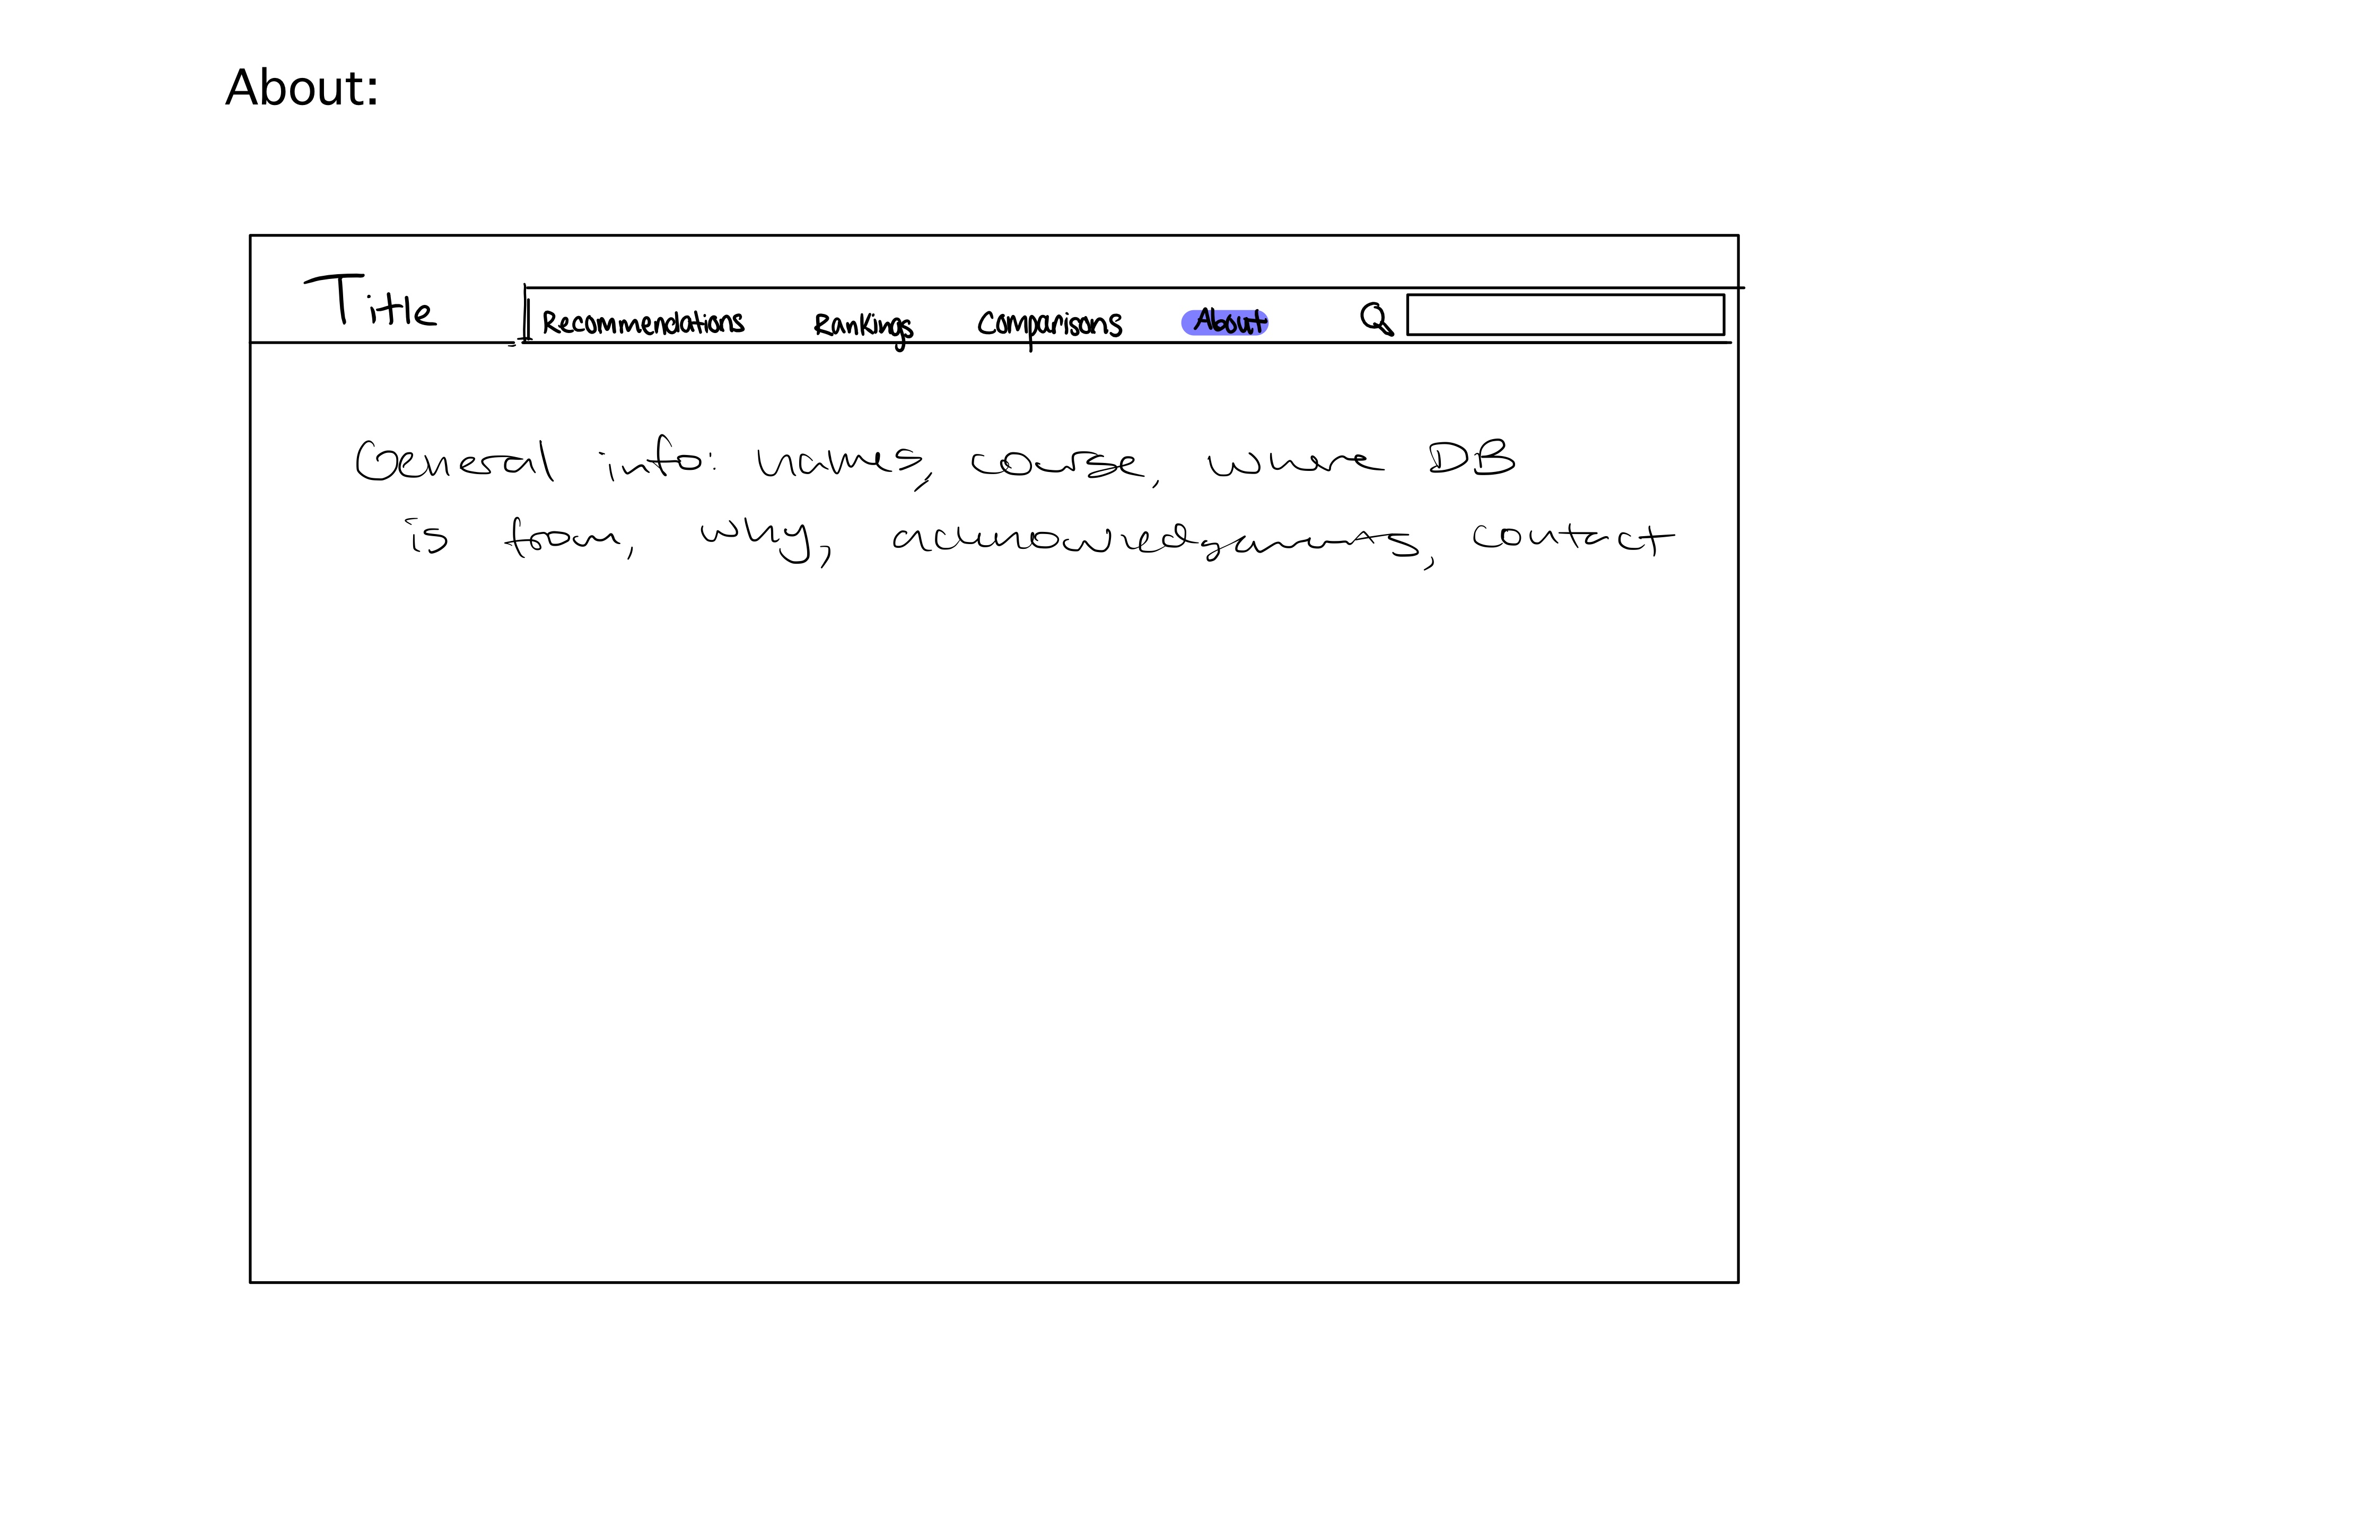 About:
Title
Recommendations Rankings Comparisons About
General info: names, course, where DB
is from, why, acknowledgements, contact